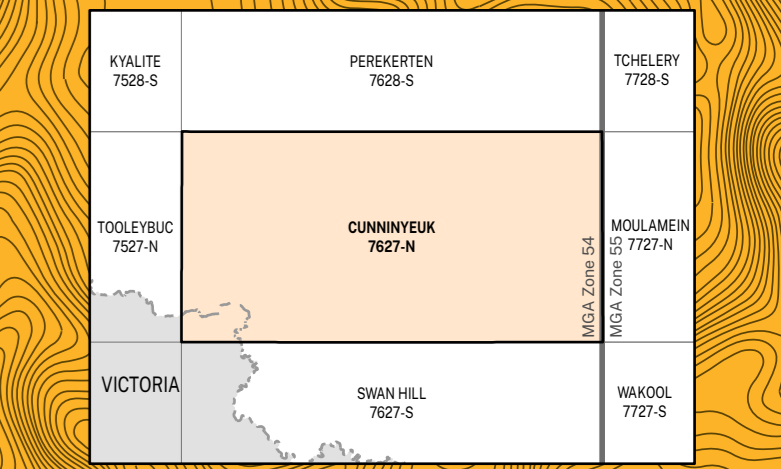 KYALITE
7528-S
PEREKERTEN
7628-S
TCHELERY
7728-S
TOOLEYBUC
7527-N
CUNNINYEUK
7627-N
MGA Zone 54
MGA Zone 55
MOULAMEIN
7727-N
VICTORIA
SWAN HILL
7627-S
WAKOOL
7727-S